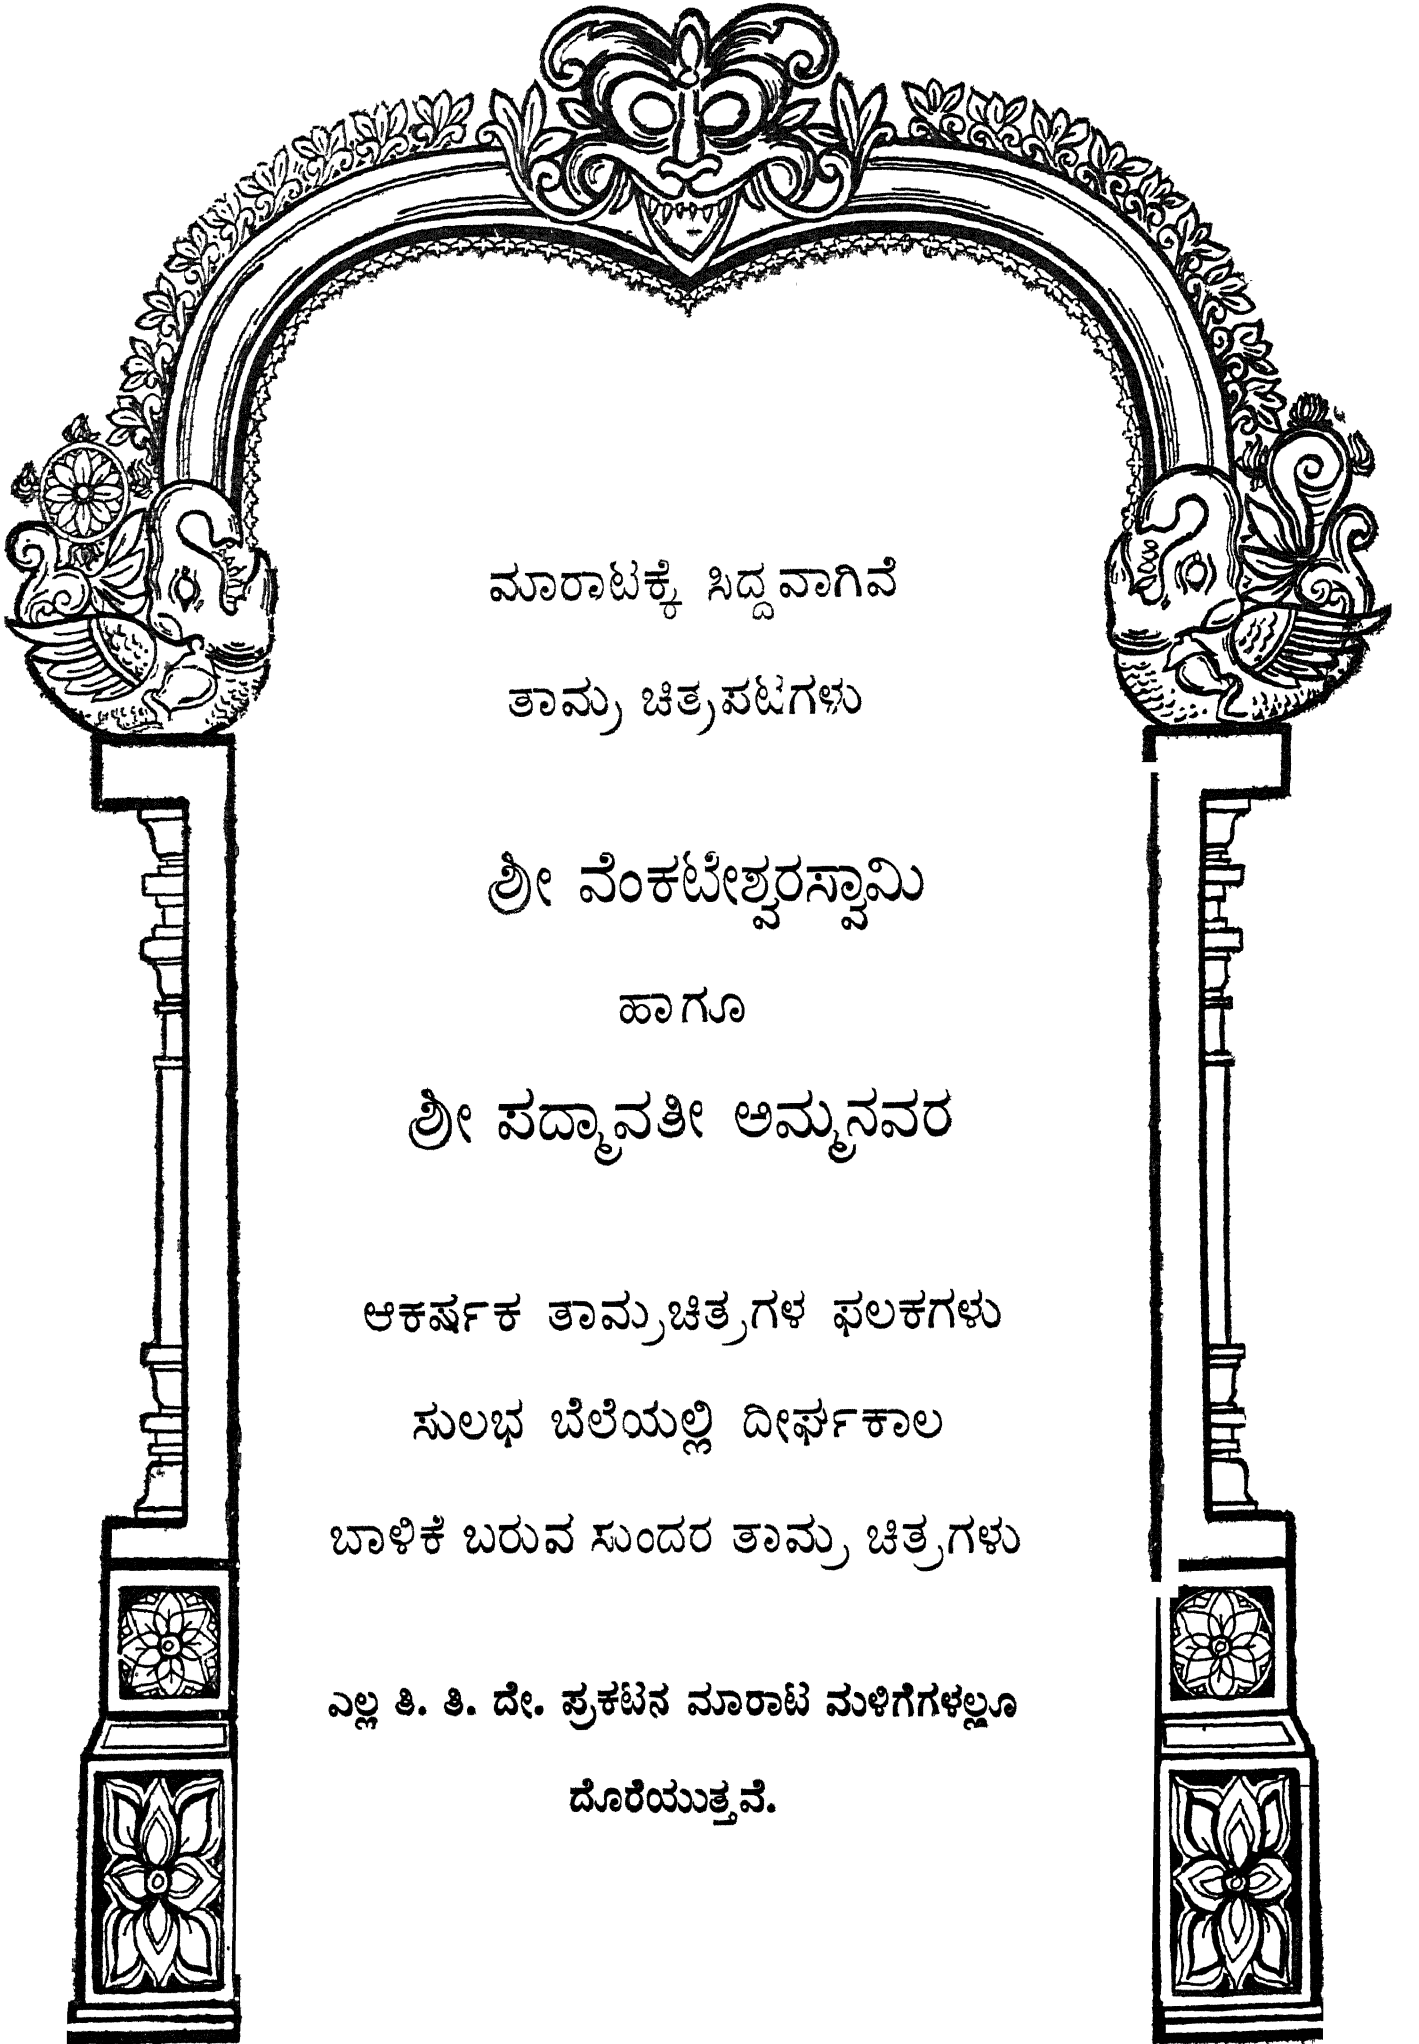 ಮಾರಾಟಕ್ಕೆ ಸಿದ್ದವಾಗಿವೆ
ತಾಮ್ರ ಚಿತ್ರಪಟಗಳು
ಶ್ರೀ ವೆಂಕಟೇಶ್ವರಸ್ವಾಮಿ
ಹಾಗೂ
ಶ್ರೀ ಪದ್ಮಾವತೀ ಅಮ್ಮನವರ
ಆಕರ್ಷಕ ತಾಮ್ರಚಿತ್ರಗಳ ಫಲಕಗಳು
ಸುಲಭ ಬೆಲೆಯಲ್ಲಿ ದೀರ್ಘಕಾಲ
ಬಾಳಿಕೆ ಬರುವ ಸುಂದರ ತಾಮ್ರ ಚಿತ್ರಗಳು
ಎಲ್ಲ ತಿ. ತಿ. ದೇ. ಪ್ರಕಟನ ಮಾರಾಟ ಮಳಿಗೆಗಳಲ್ಲೂ
ದೊರೆಯುತ್ತವೆ.